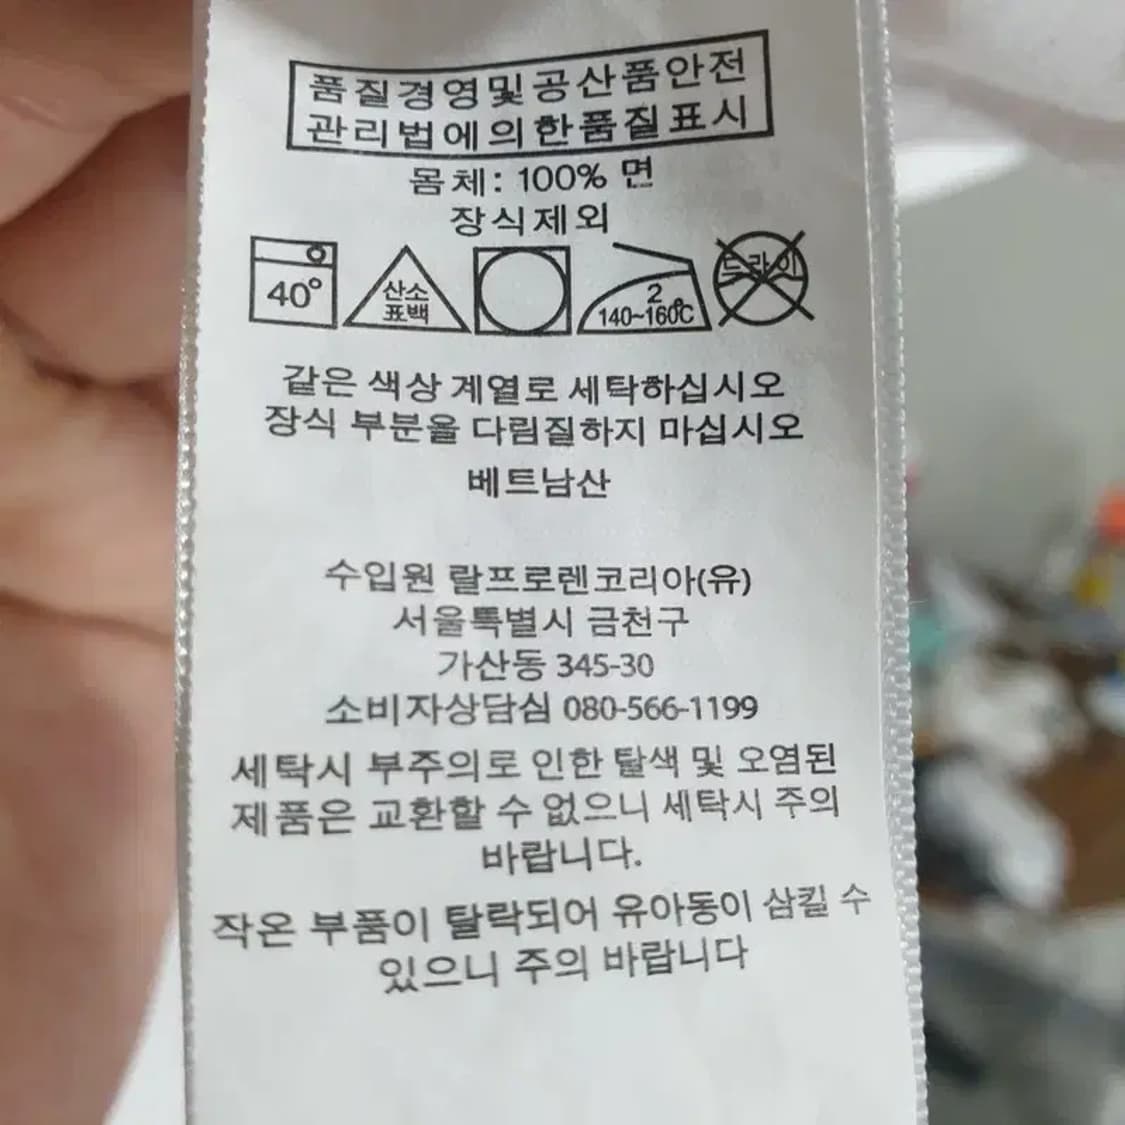 품질경영및공산품안전
관리법에의한품질표시
몸체: 100% 면
장식제외
40°
산소
표백
2
140~160℃
드라이
같은 색상 계열로 세탁하십시오
장식 부분을 다림질하지 마십시오
베트남산
수입원 랄프로렌코리아(유)
서울특별시 금천구
가산동 345-30
소비자상담심 080-566-1199
세탁시 부주의로 인한 탈색 및 오염된
제품은 교환할 수 없으니 세탁시 주의
바랍니다.
작은 부품이 탈락되어 유아동이 삼킬 수
있으니 주의 바랍니다